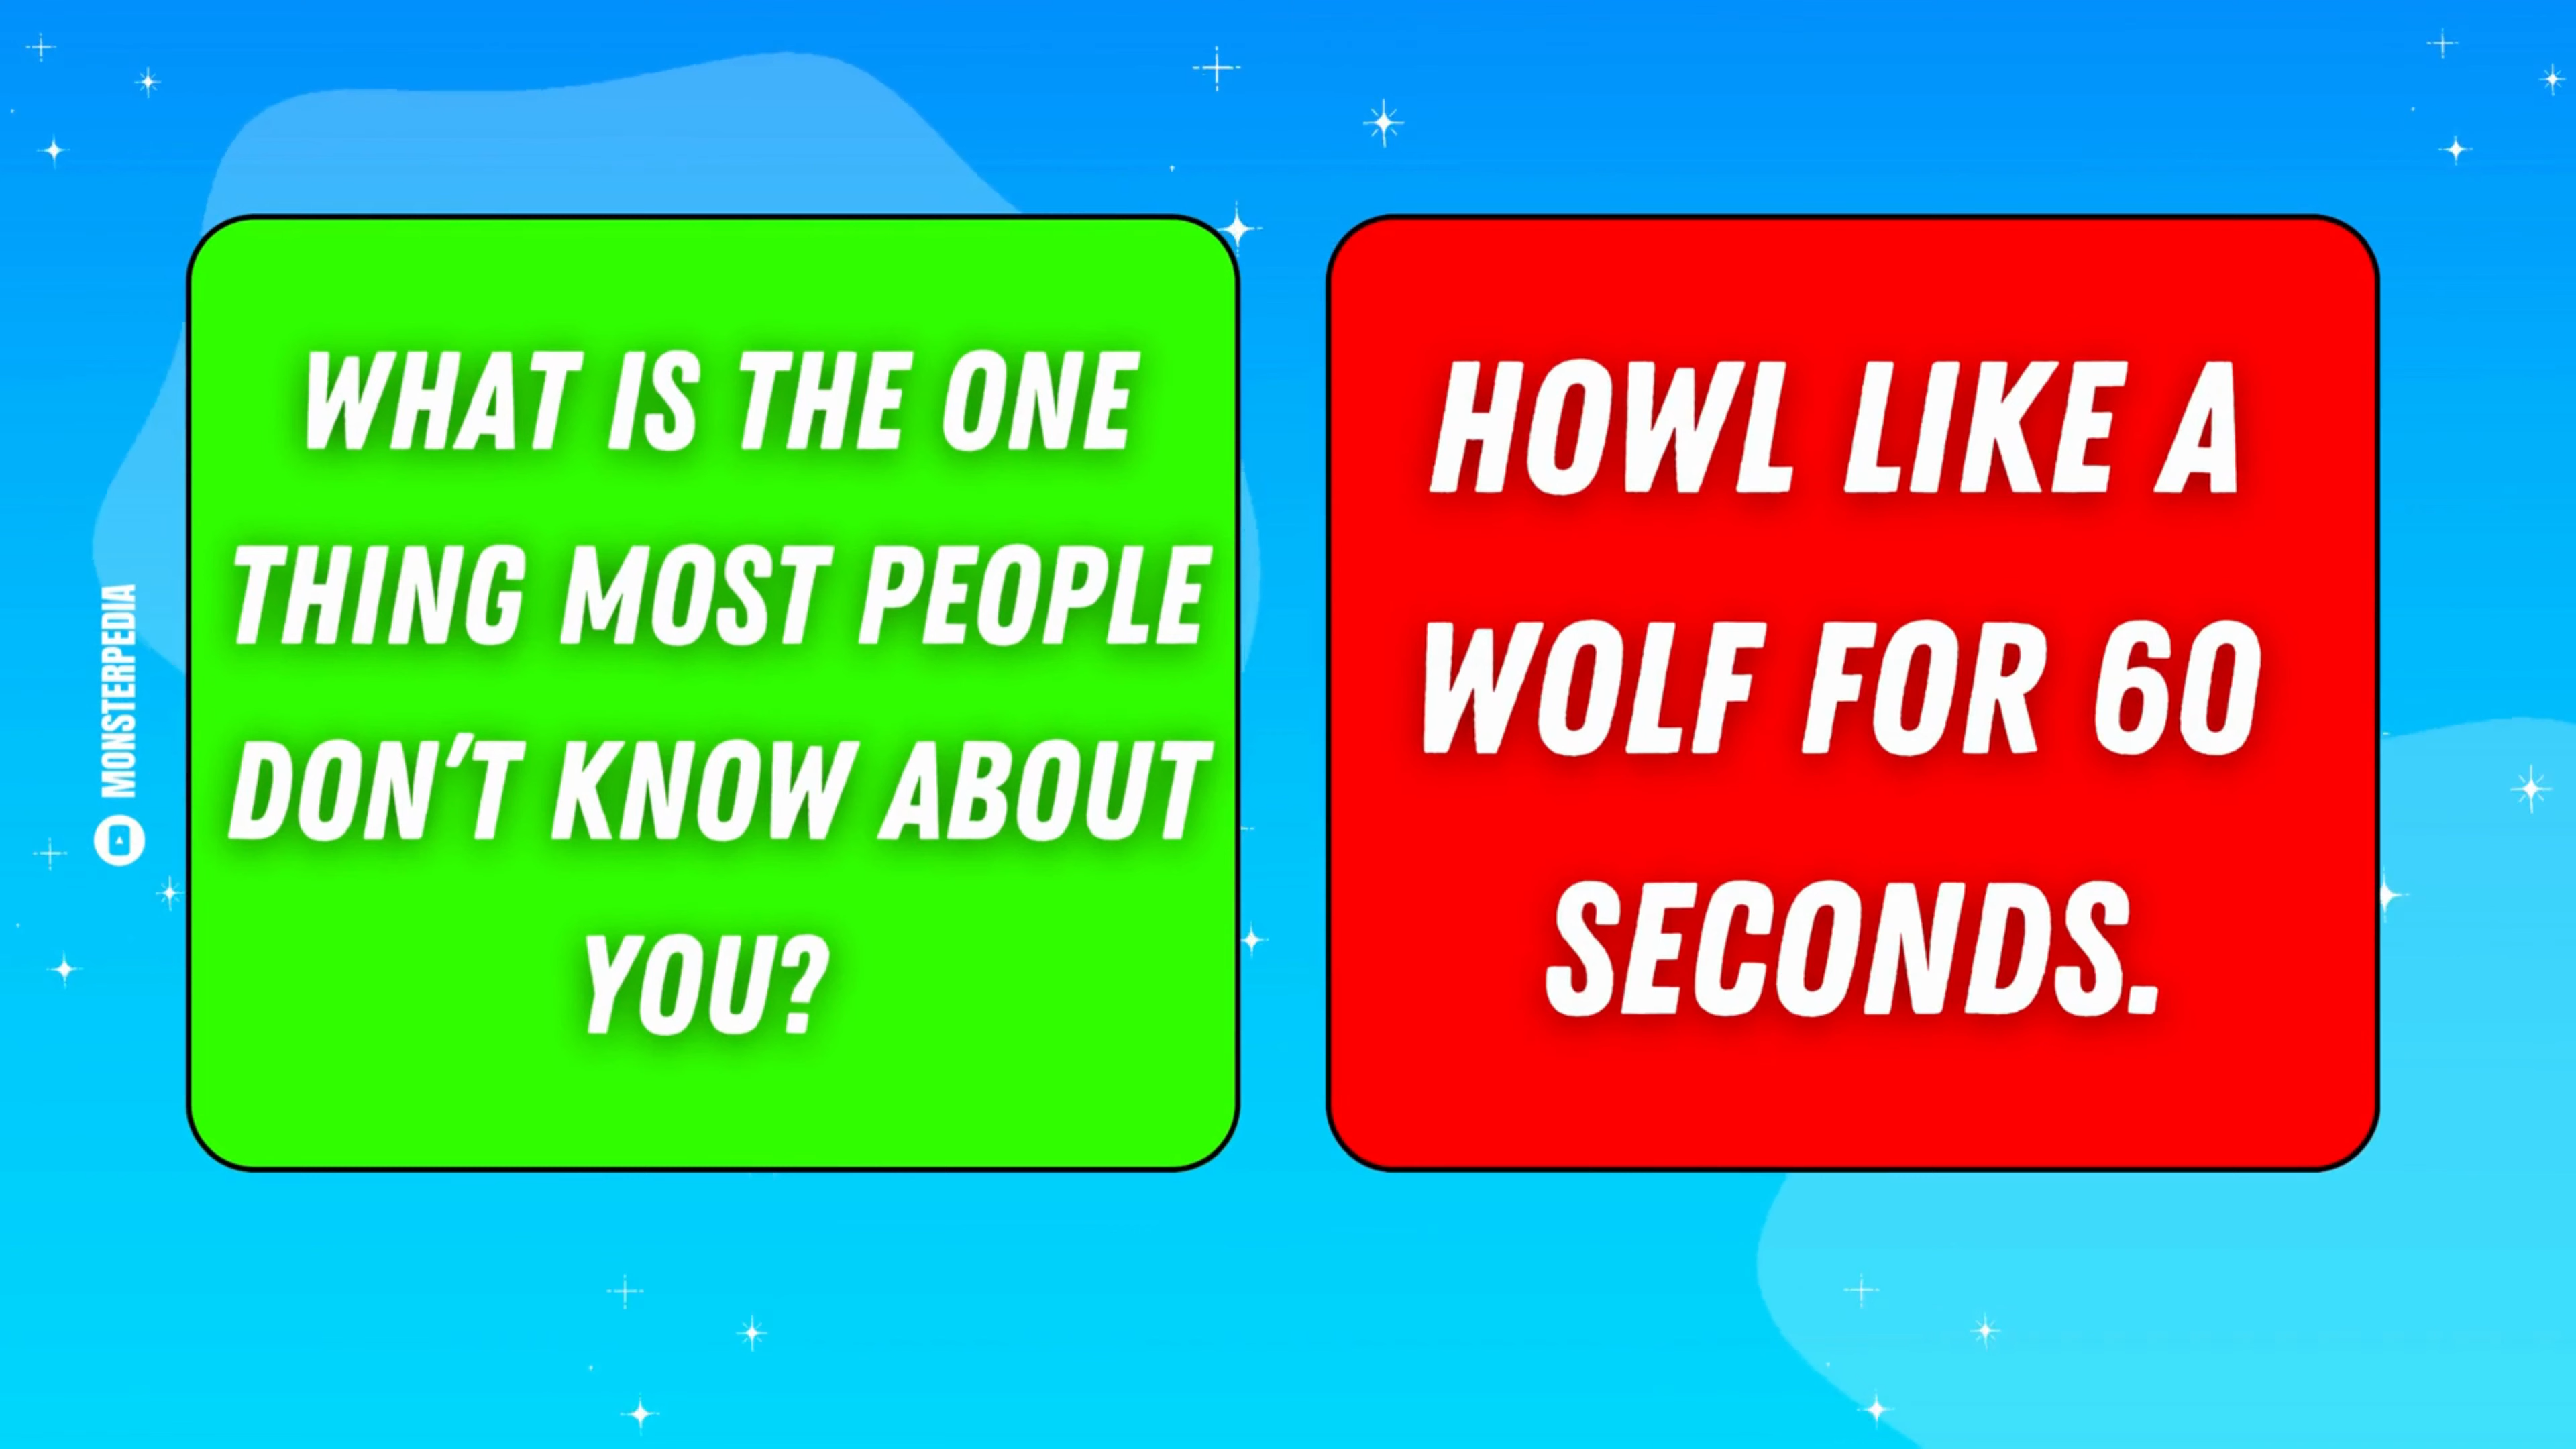 WHAT IS THE ONE
THING MOST PEOPLE
DON'T KNOW ABOUT
YOU?
HOWL LIKE A
WOLF FOR 60
SECONDS.
MONSTERPEDIA